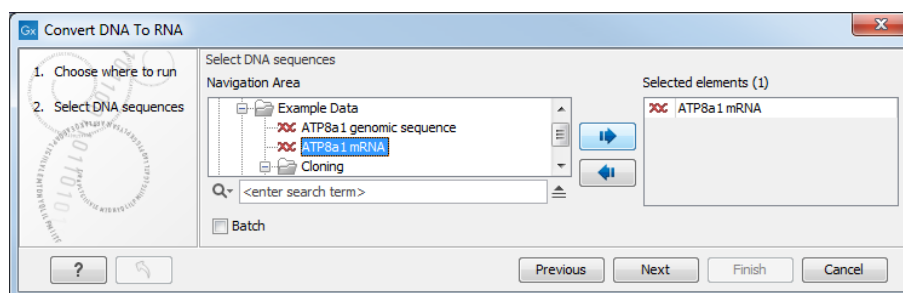 Gx Convert DNA To RNA
1. Choose where to run
2. Select DNA sequences
Select DNA sequences
Navigation Area
Example Data
ATP8a1 genomic sequence
ATP8a1 mRNA
Cloning
<enter search term>
Batch
Selected elements (1)
ATP8a1 mRNA
?
Previous
Next
Finish
Cancel